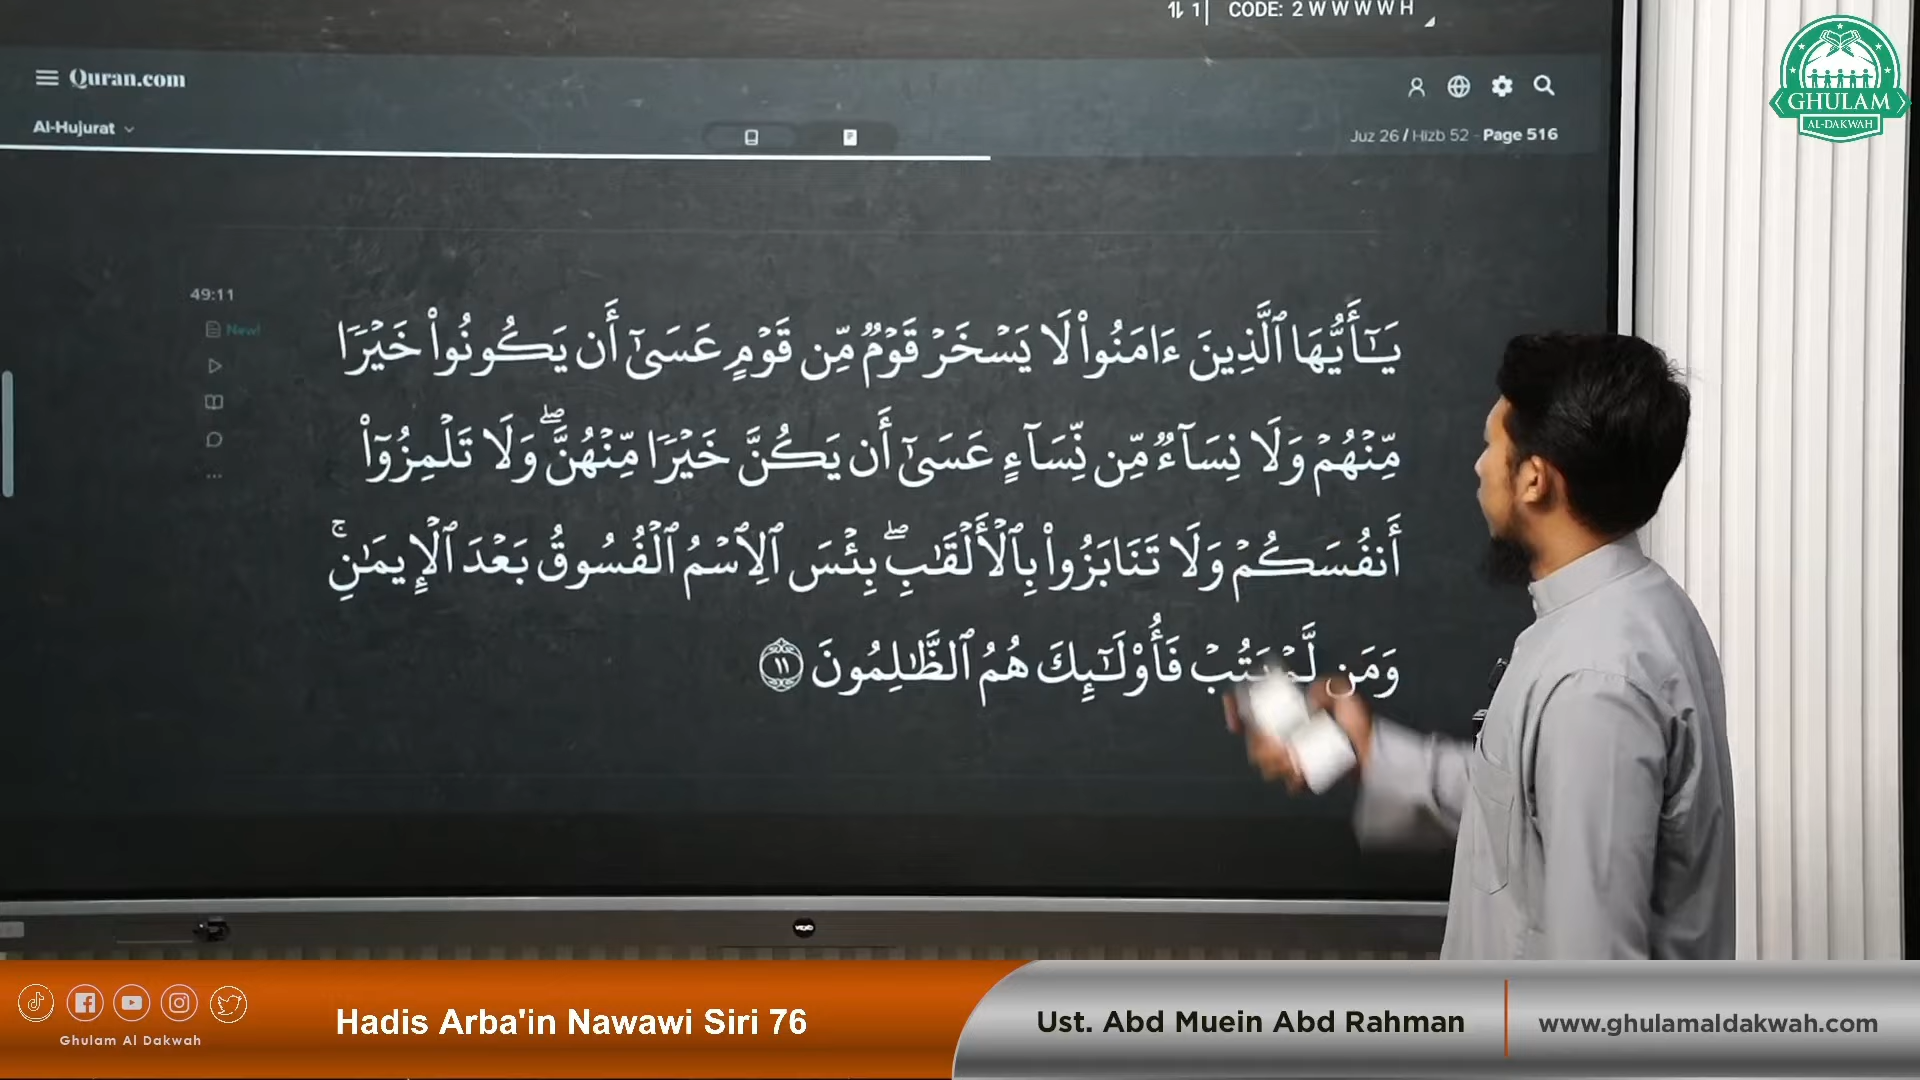 1 CODE: 2 W W W W H
Quran.com
Al-Hujurat
Juz 26 / Hizb 52 - Page 516
GHULAM
AL-DAKWAH
49:11
New!
يَـٰٓأَيُّهَا ٱلَّذِينَ ءَامَنُوا۟ لَا يَسْخَرْ قَوْمٌ مِّن قَوْمٍ عَسَىٰٓ أَن يَكُونُوا۟ خَيْرًا
مِّنْهُمْ وَلَا نِسَآءٌ مِّن نِّسَآءٍ عَسَىٰٓ أَن يَكُنَّ خَيْرًا مِّنْهُنَّ ۖ وَلَا تَلْمِزُوٓا۟
أَنفُسَكُمْ وَلَا تَنَابَزُوا۟ بِٱلْأَلْقَـٰبِ ۖ بِئْسَ ٱلِٱسْمُ ٱلْفُسُوقُ بَعْدَ ٱلْإِيمَـٰنِ ۚ
وَمَن لَّمْ يَتُبْ فَأُو۟لَـٰٓئِكَ هُمُ ٱلظَّـٰلِمُونَ ١١
Ghulam Al Dakwah
Hadis Arba'in Nawawi Siri 76
Ust. Abd Muein Abd Rahman
www.ghulamaldakwah.com